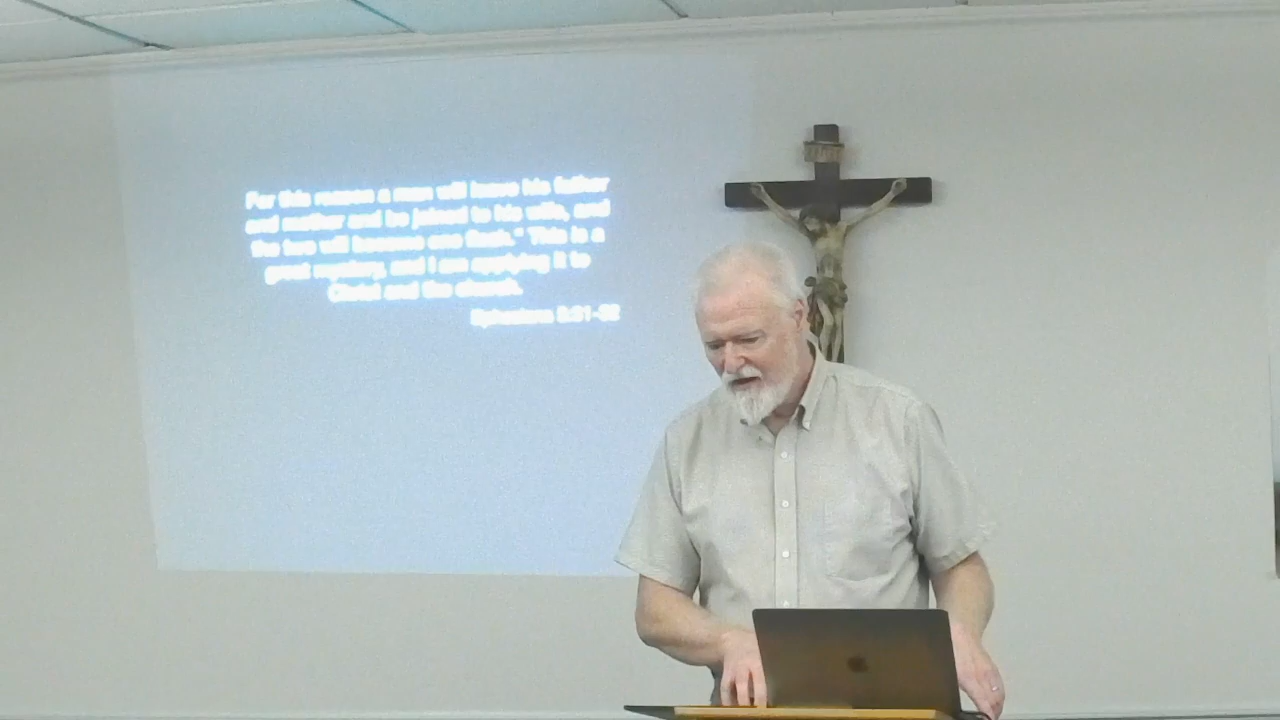 For this reason a man will leave his father
and mother and be joined to his wife, and
the two will become one flesh." This is a
great mystery, and I am applying it to
Christ and the church.
Ephesians 5:31-32